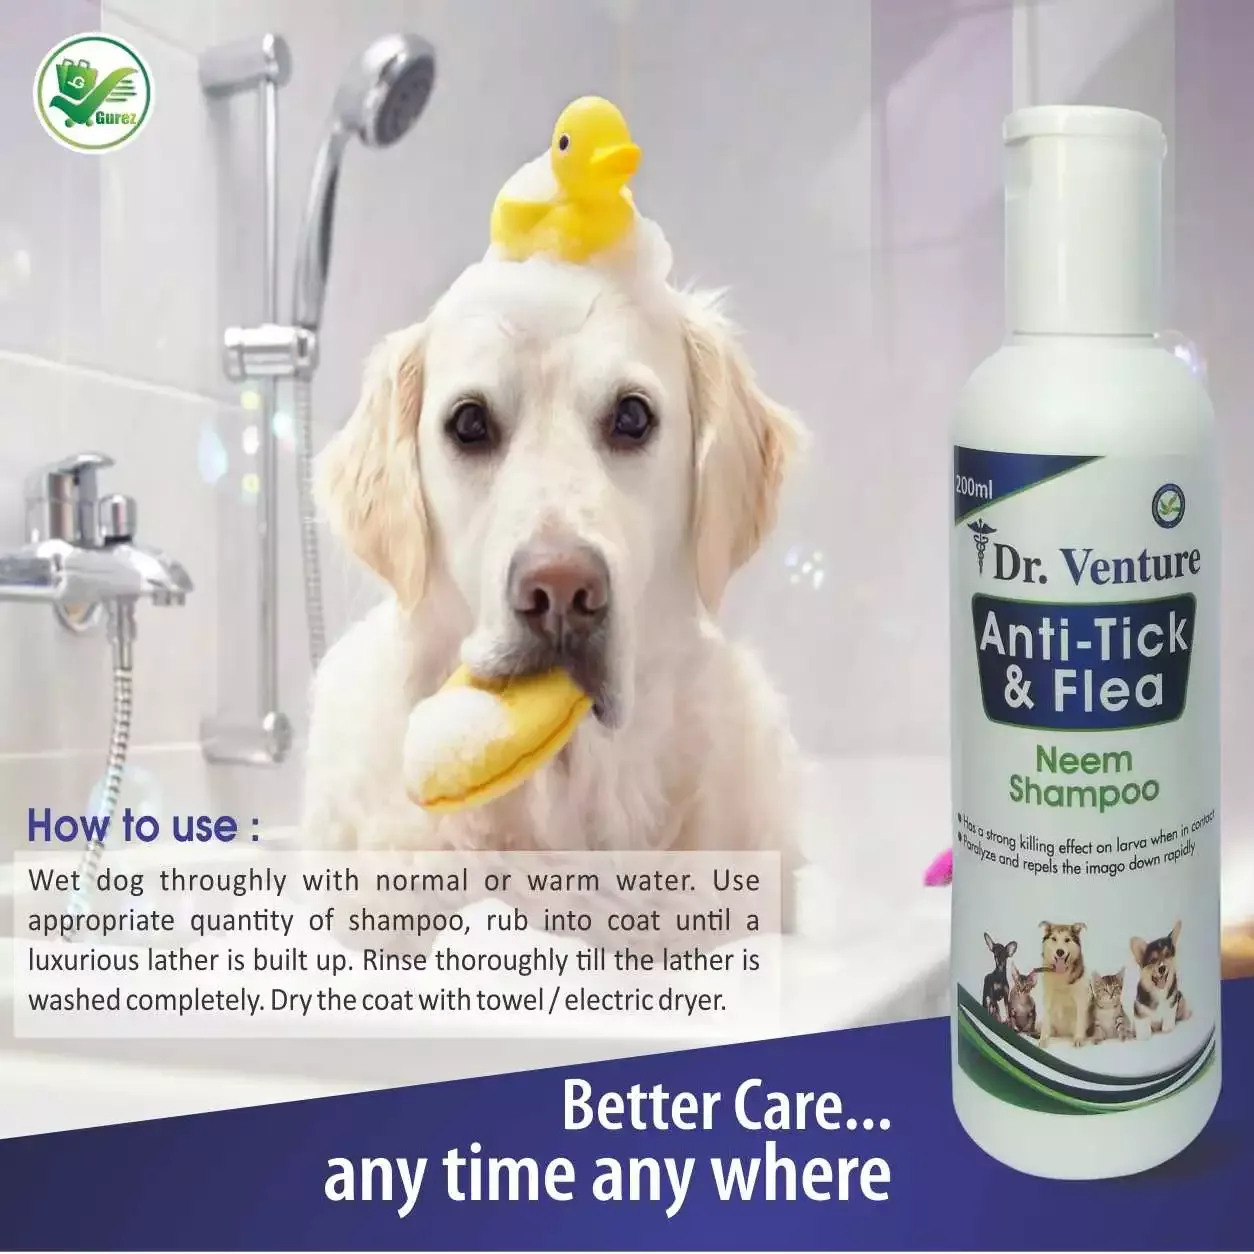 Gurez
200ml
Dr. Venture
Anti-Tick
& Flea
Neem
Shampoo
•Has a strong killing effect on larva when in contact
•Paralyze and repels the imago down rapidly
How to use :
Wet dog throughly with normal or warm water. Use
appropriate quantity of shampoo, rub into coat until a
luxurious lather is built up. Rinse thoroughly till the lather is
washed completely. Dry the coat with towel / electric dryer.
Better Care...
any time any where